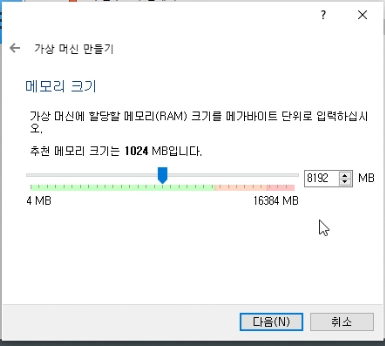 ?
가상 머신 만들기
메모리 크기
가상 머신에 할당할 메모리(RAM) 크기를 메가바이트 단위로 입력하십시
오.
추천 메모리 크기는 1024 MB입니다.
8192 MB
4 MB 16384 MB
다음(N) 취소